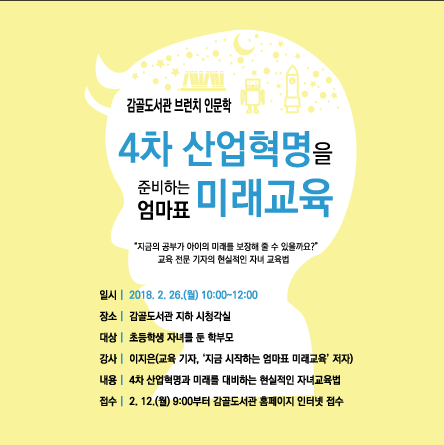 감골도서관 브런치 인문학
4차 산업혁명을
준비하는
엄마표 미래교육
"지금의 공부가 아이의 미래를 보장해 줄 수 있을까요?"
교육 전문 기자의 현실적인 자녀 교육법
일시 | 2018. 2. 26.(월) 10:00~12:00
장소 | 감골도서관 지하 시청각실
대상 | 초등학생 자녀를 둔 학부모
강사 | 이지은(교육 기자, '지금 시작하는 엄마표 미래교육' 저자)
내용 | 4차 산업혁명과 미래를 대비하는 현실적인 자녀교육법
접수 | 2. 12.(월) 9:00부터 감골도서관 홈페이지 인터넷 접수